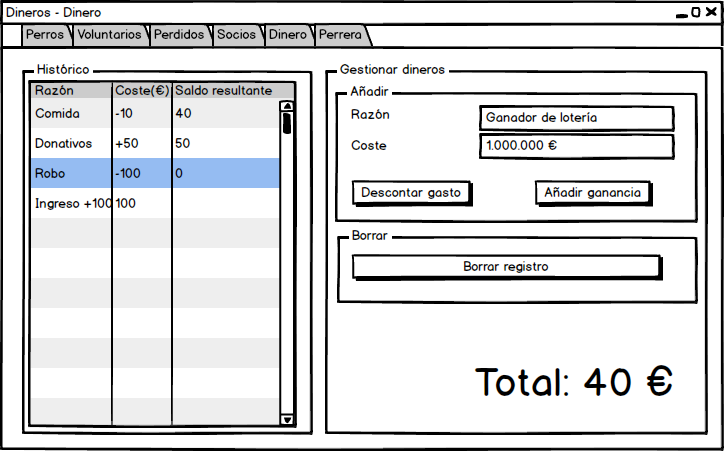 Dineros - Dinero
Perros Voluntarios Perdidos Socios Dinero Perrera
Histórico
Razón Coste(€) Saldo resultante
Comida -10 40
Donativos +50 50
Robo -100 0
Ingreso +100 100
Gestionar dineros
Añadir
Razón Ganador de lotería
Coste 1.000.000 €
Descontar gasto Añadir ganancia
Borrar
Borrar registro
Total: 40 €